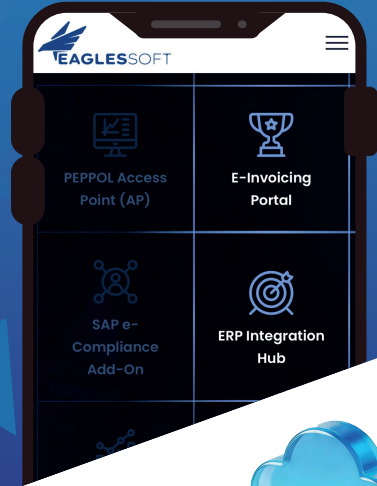 EAGLESSOFT
PEPPOL Access
Point (AP)
E-Invoicing
Portal
SAP e-
Compliance
Add-On
ERP Integration
Hub